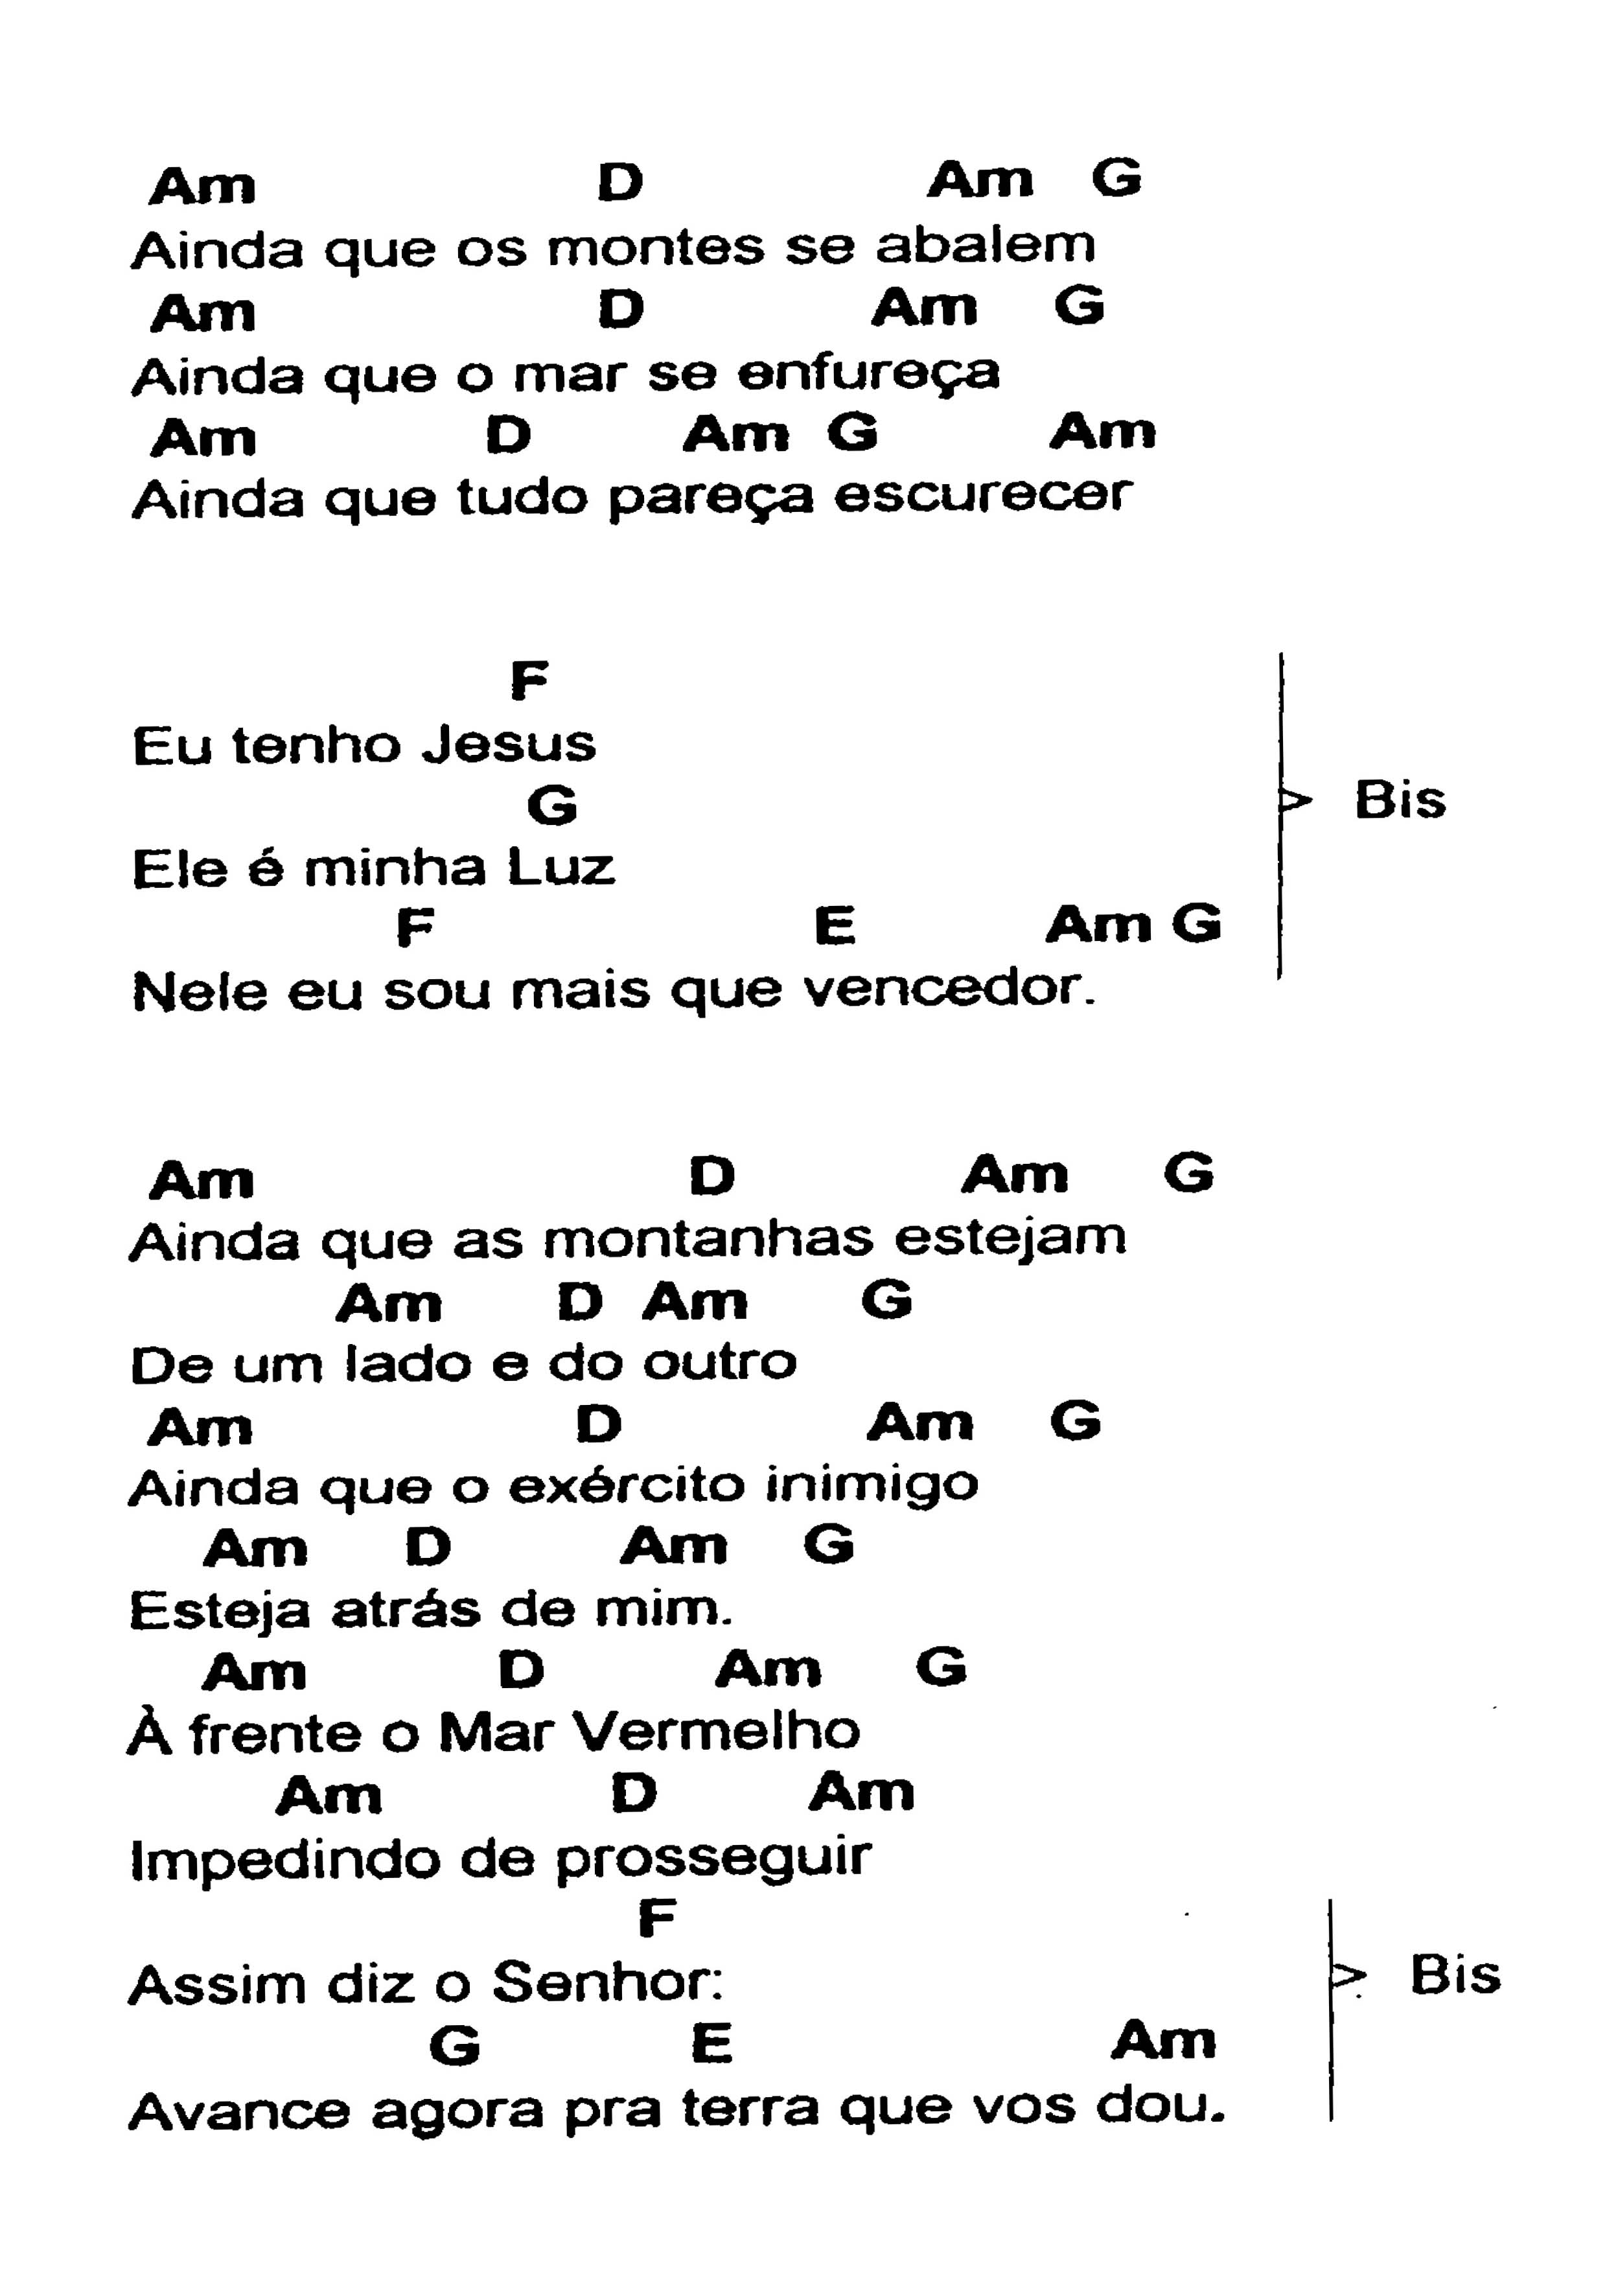 Am D Am G
Ainda que os montes se abalem
Am D Am G
Ainda que o mar se enfureça
Am D Am G Am
Ainda que tudo pareça escurecer
F
Eu tenho Jesus
G
Ele é minha Luz
Bis
F E Am G
Nele eu sou mais que vencedor.
Am D Am G
Ainda que as montanhas estejam
Am D Am G
De um lado e do outro
Am D Am G
Ainda que o exército inimigo
Am D Am G
Esteja atrás de mim.
Am D Am G
À frente o Mar Vermelho
Am D Am
Impedindo de prosseguir
F
Assim diz o Senhor:
Bis
G E Am
Avance agora pra terra que vos dou.